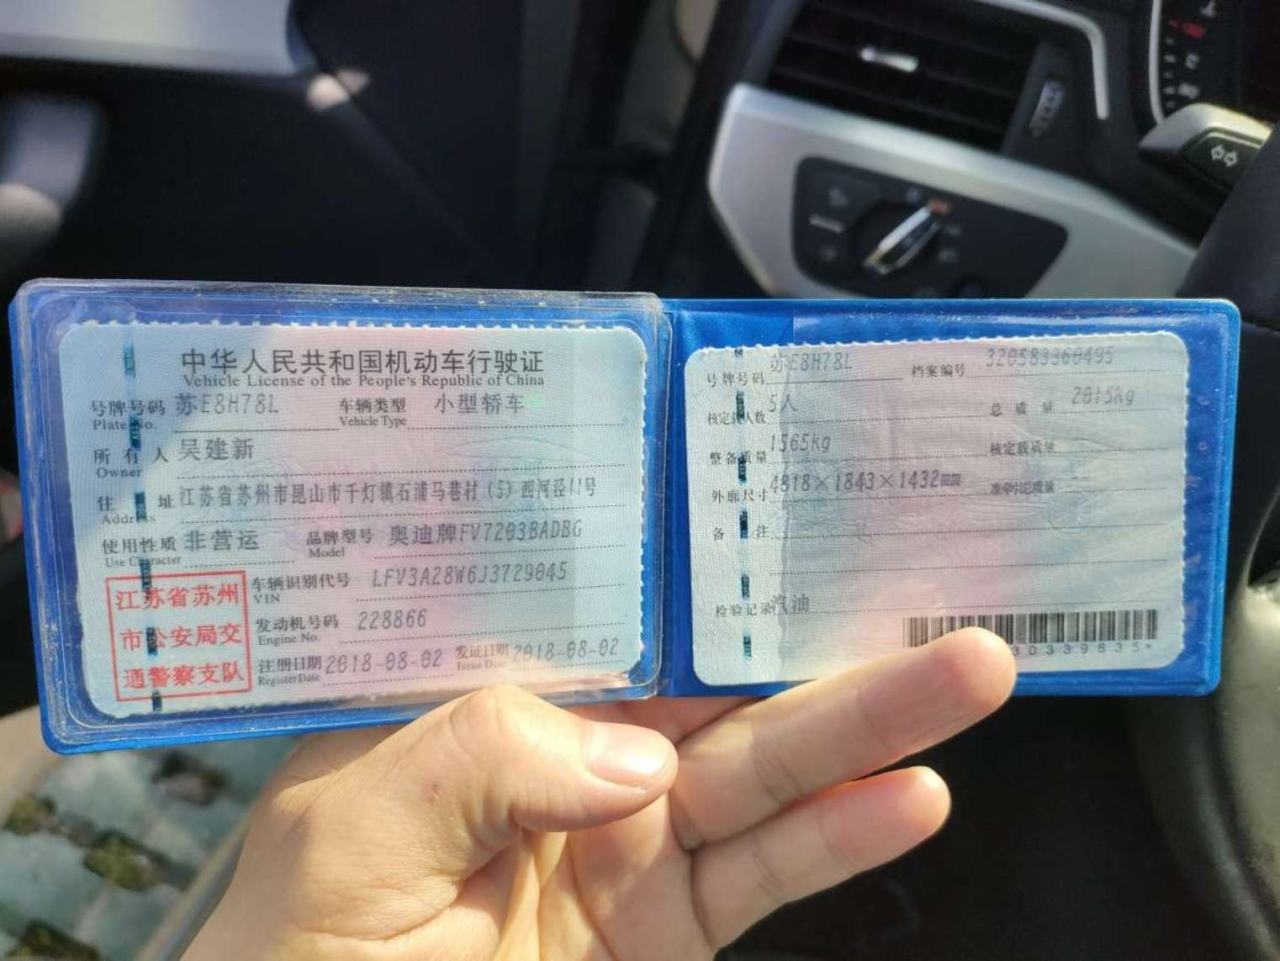 中华人民共和国机动车行驶证
Vehicle License of the People's Republic of China
号牌号码 苏E8H78L 车辆类型 小型轿车
Plate No. Vehicle Type
所有人 吴建新
Owner
住址 江苏省苏州市昆山市千灯镇石浦马巷村(5)西河径11号
Address
使用性质 非营运 品牌型号 奥迪牌FV7203BADBG
Use Character Model
车辆识别代号 LFV3A28W6J3729045
VIN
发动机号码 228866
Engine No.
注册日期 2018-08-02 发证日期 2018-08-02
Register Date Issue Date
江苏省苏州
市公安局交
通警察支队
号牌号码 苏E8H78L 档案编号 320583360495
核定载人数 5人 总质量 2015kg
整备质量 1565kg 核定载质量
外廓尺寸 4818×1843×1432mm 准牵引总质量
备注
检验记录 汽油
30339635*